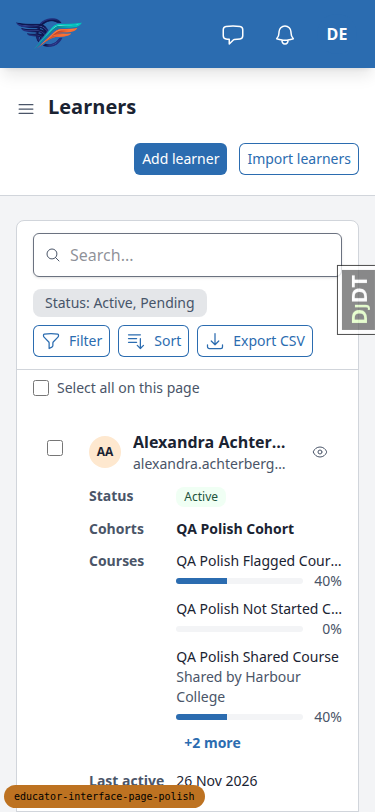 DE
Learners
Add learner
Import learners
Search...
DJDT
Status: Active, Pending
Filter
Sort
Export CSV
Select all on this page
AA
Alexandra Achter...
alexandra.achterberg...
Status
Active
Cohorts
QA Polish Cohort
Courses
QA Polish Flagged Cour...
40%
QA Polish Not Started C...
0%
QA Polish Shared Course
Shared by Harbour
College
40%
+2 more
Last active
26 Nov 2026
educator-interface-page-polish